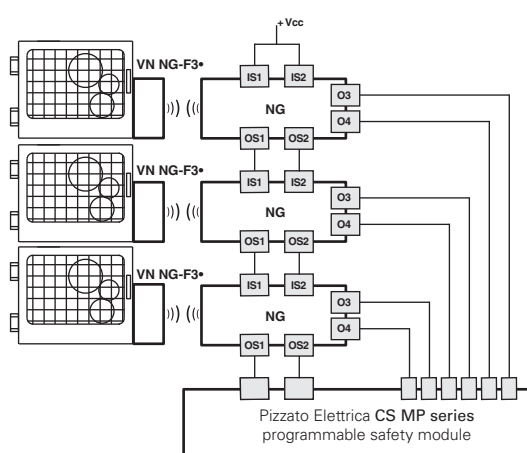 +Vcc
VN NG-F3•
IS1 IS2
NG
O3
O4
OS1 OS2
VN NG-F3•
IS1 IS2
NG
O3
O4
OS1 OS2
VN NG-F3•
IS1 IS2
NG
O3
O4
OS1 OS2
Pizzato Elettrica CS MP series
programmable safety module